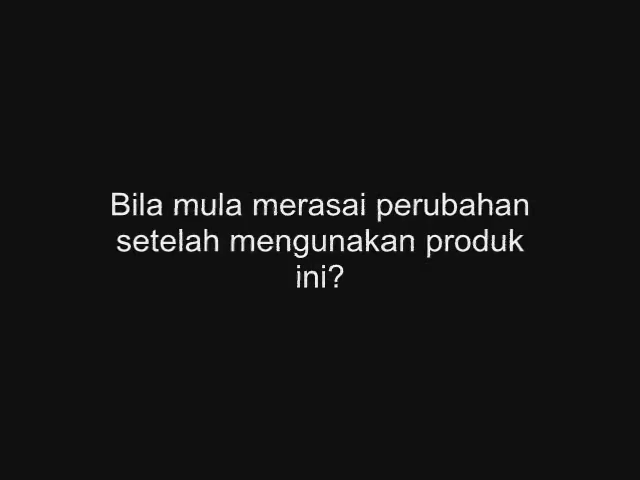 Bila mula merasai perubahan
setelah mengunakan produk
ini?